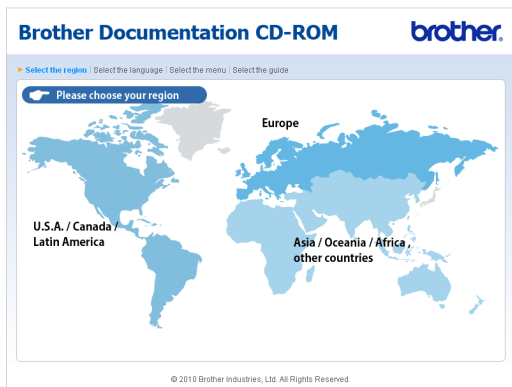 Brother Documentation CD-ROM
brother.
Select the region | Select the language | Select the menu | Select the guide
Please choose your region
Europe
U.S.A. / Canada /
Latin America
Asia / Oceania / Africa ,
other countries
© 2010 Brother Industries, Ltd. All Rights Reserved.